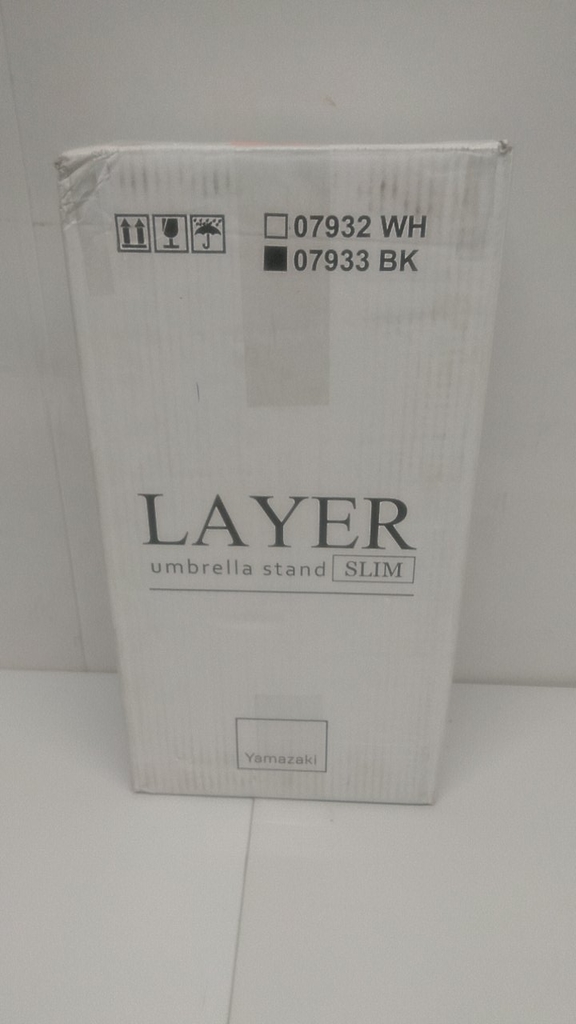 07932 WH
07933 BK
LAYER
umbrella stand SLIM
Yamazaki